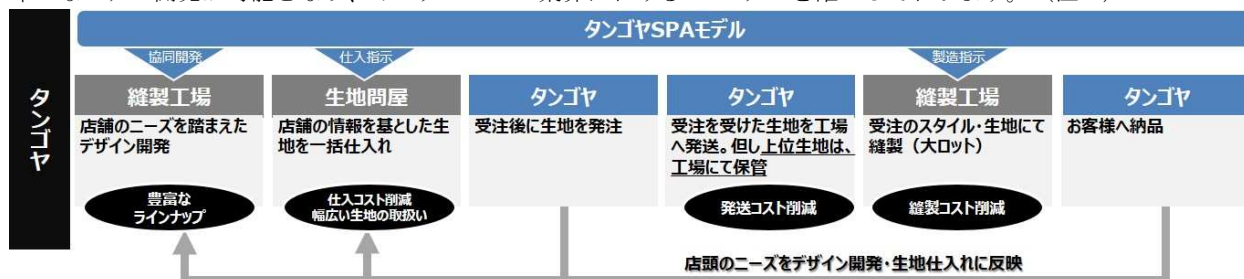 タンゴヤSPAモデル
タンゴヤ
協同開発
仕入指示
製造指示
縫製工場
生地問屋
タンゴヤ
タンゴヤ
縫製工場
タンゴヤ
店舗のニーズを踏まえた
デザイン開発
店舗の情報を基とした生
地を一括仕入れ
受注後に生地を発注
受注を受けた生地を工場
へ発送。但し上位生地は、
工場にて保管
受注のスタイル・生地にて
縫製（大ロット）
お客様へ納品
豊富な
ラインナップ
仕入コスト削減
幅広い生地の取扱い
発送コスト削減
縫製コスト削減
店頭のニーズをデザイン開発・生地仕入れに反映